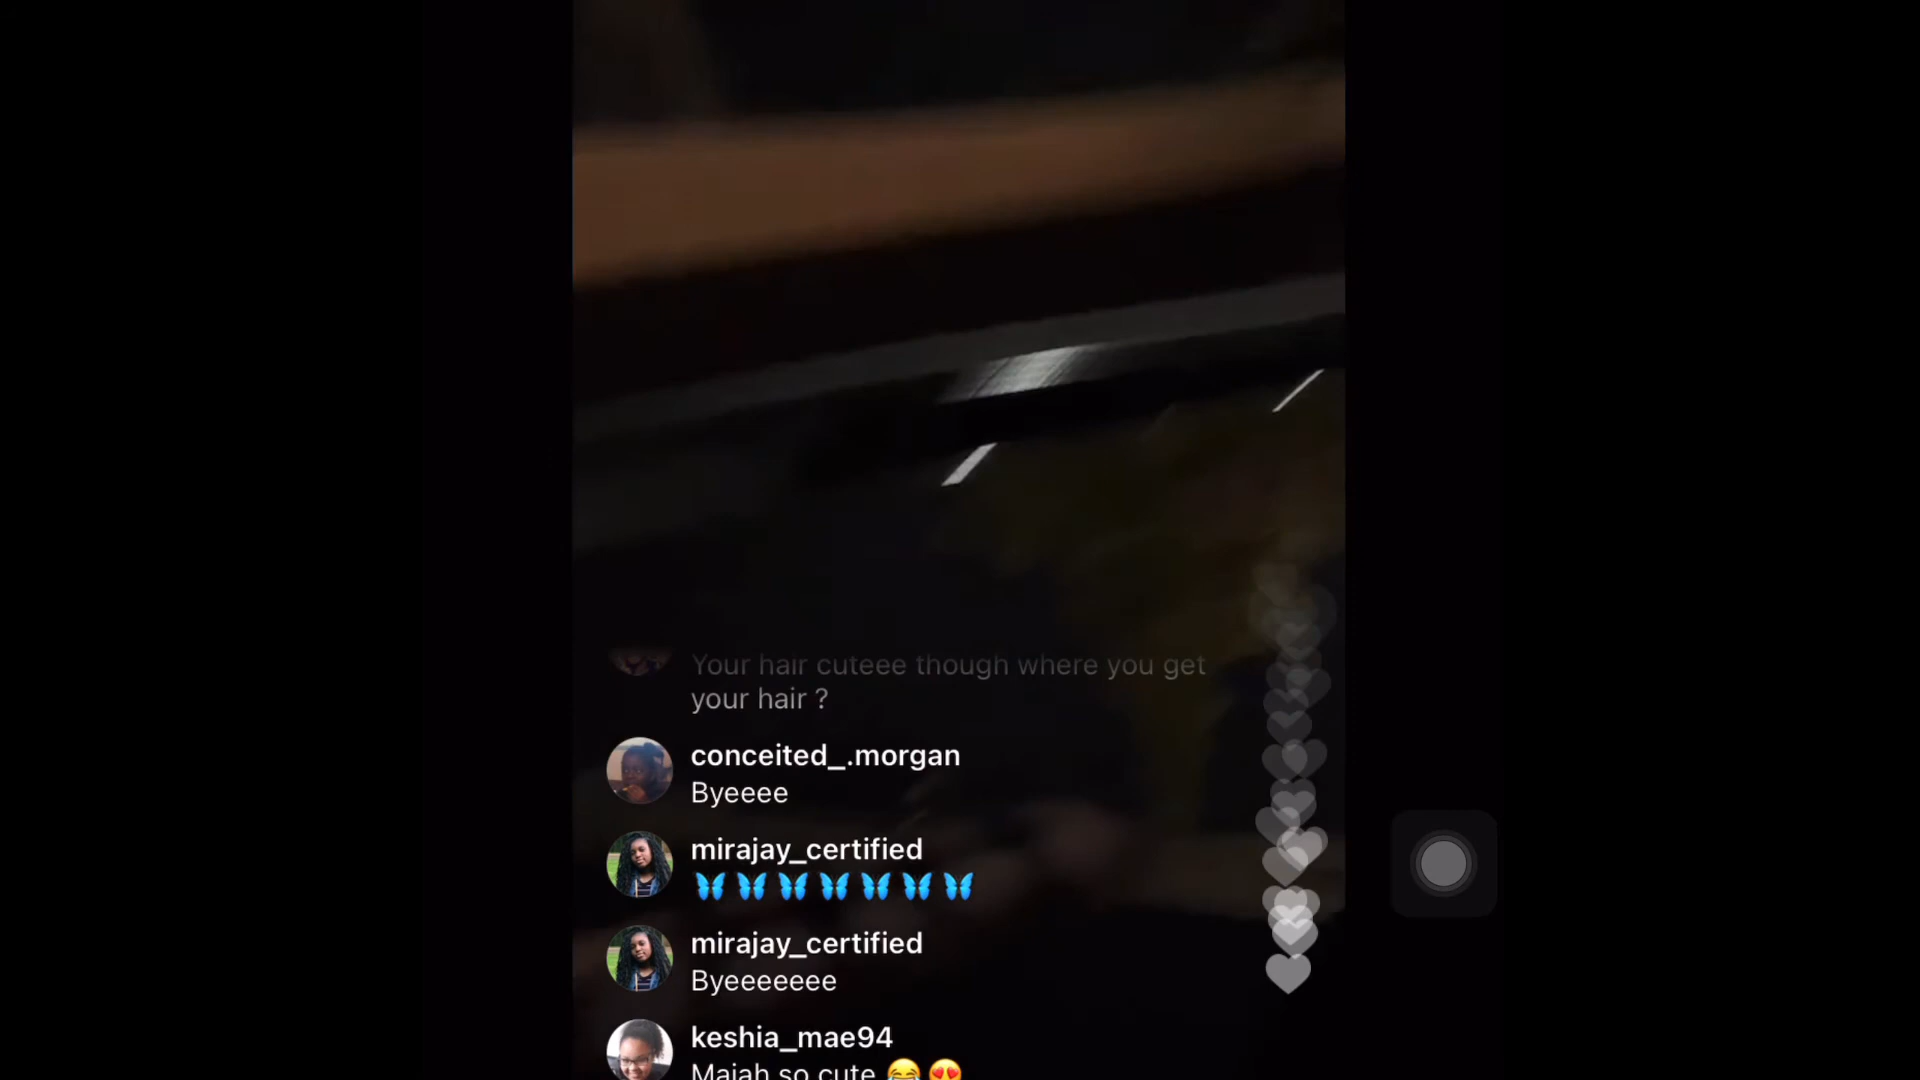 Your hair cuteee though where you get
your hair ?
conceited_.morgan
Byeeee
mirajay_certified
🦋🦋🦋🦋🦋🦋🦋
mirajay_certified
Byeeeeeee
keshia_mae94
Maiah so cute 😂😍